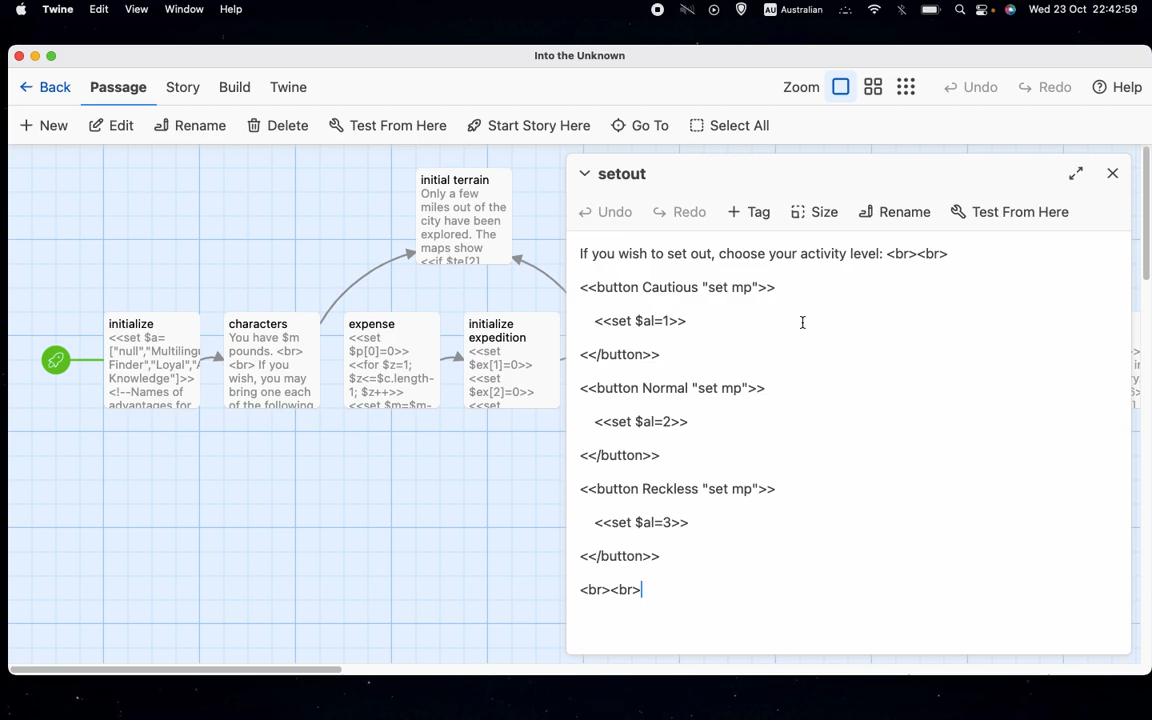 Twine Edit View Window Help AU Australian Wed 23 Oct 22:42:59
Into the Unknown
Back Passage Story Build Twine Zoom Undo Redo Help
New Edit Rename Delete Test From Here Start Story Here Go To Select All
initial terrain
Only a few
miles out of the
city have been
explored. The
maps show
<<if $te[2]
initialize
<<set $a=
["null","Multiling
Finder","Loyal","A
Knowledge"]>>
<!--Names of
advantages for
characters
You have $m
pounds. <br>
<br> If you
wish, you may
bring one each
of the following
expense
<<set
$p[0]=0>>
<<for $z=1;
$z<=$c.length-
1; $z++>>
<<set $m=$m-
initialize
expedition
<<set
$ex[1]=0>>
<<set
$ex[2]=0>>
<<set
setout
Undo Redo Tag Size Rename Test From Here
If you wish to set out, choose your activity level: <br><br>
<<button Cautious "set mp">>
<<set $al=1>>
<</button>>
<<button Normal "set mp">>
<<set $al=2>>
<</button>>
<<button Reckless "set mp">>
<<set $al=3>>
<</button>>
<br><br>